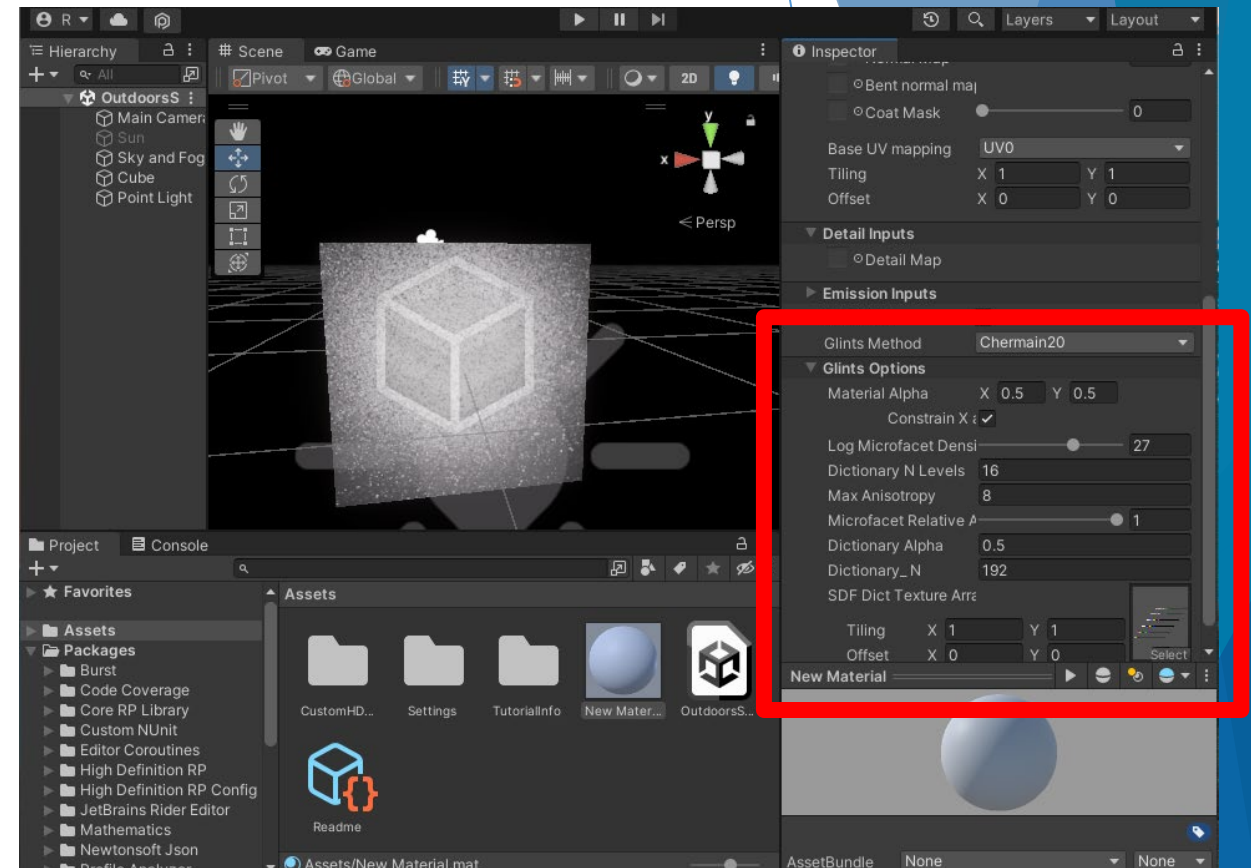 R
Layers Layout
Hierarchy
All
OutdoorsS
Main Camer
Sun
Sky and Fog
Cube
Point Light
Scene Game
Pivot Global 2D
y
x
Persp
Inspector
Bent normal ma
Coat Mask 0
Base UV mapping UV0
Tiling X 1 Y 1
Offset X 0 Y 0
Detail Inputs
Detail Map
Emission Inputs
Glints Method Chermain20
Glints Options
Material Alpha X 0.5 Y 0.5
Constrain X a
Log Microfacet Densi 27
Dictionary N Levels 16
Max Anisotropy 8
Microfacet Relative A 1
Dictionary Alpha 0.5
Dictionary_N 192
SDF Dict Texture Arra
Tiling X 1 Y 1
Offset X 0 Y 0 Select
New Material
AssetBundle None None
Project Console
Favorites
Assets
Packages
Burst
Code Coverage
Core RP Library
Custom NUnit
Editor Coroutines
High Definition RP
High Definition RP Config
JetBrains Rider Editor
Mathematics
Newtonsoft Json
Assets
CustomHD... Settings TutorialInfo New Mater... OutdoorsS...
Readme
Assets/New Material.mat